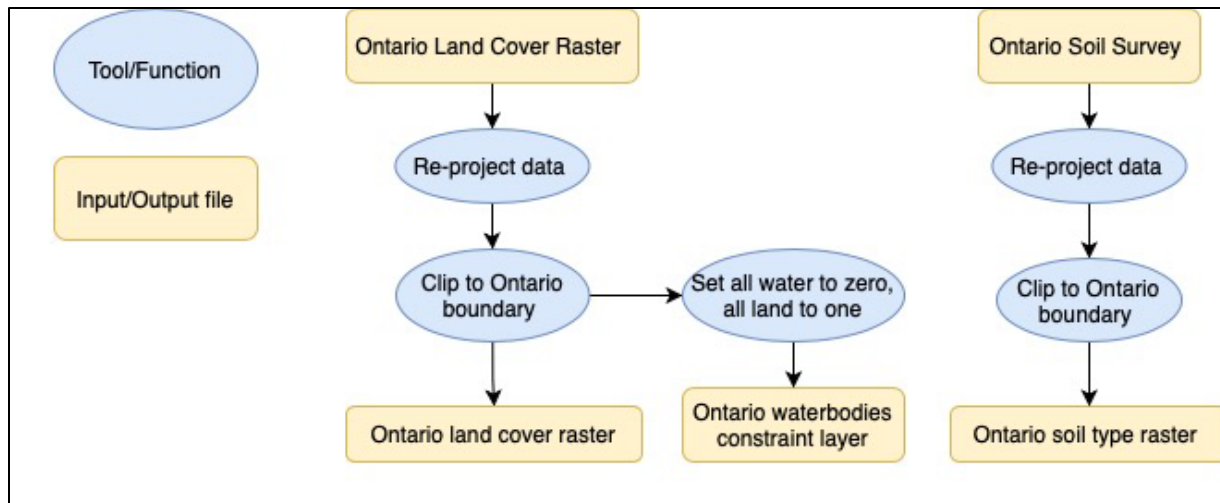 Tool/Function
Input/Output file
Ontario Land Cover Raster
Re-project data
Clip to Ontario
boundary
Set all water to zero,
all land to one
Ontario land cover raster
Ontario waterbodies
constraint layer
Ontario Soil Survey
Re-project data
Clip to Ontario
boundary
Ontario soil type raster